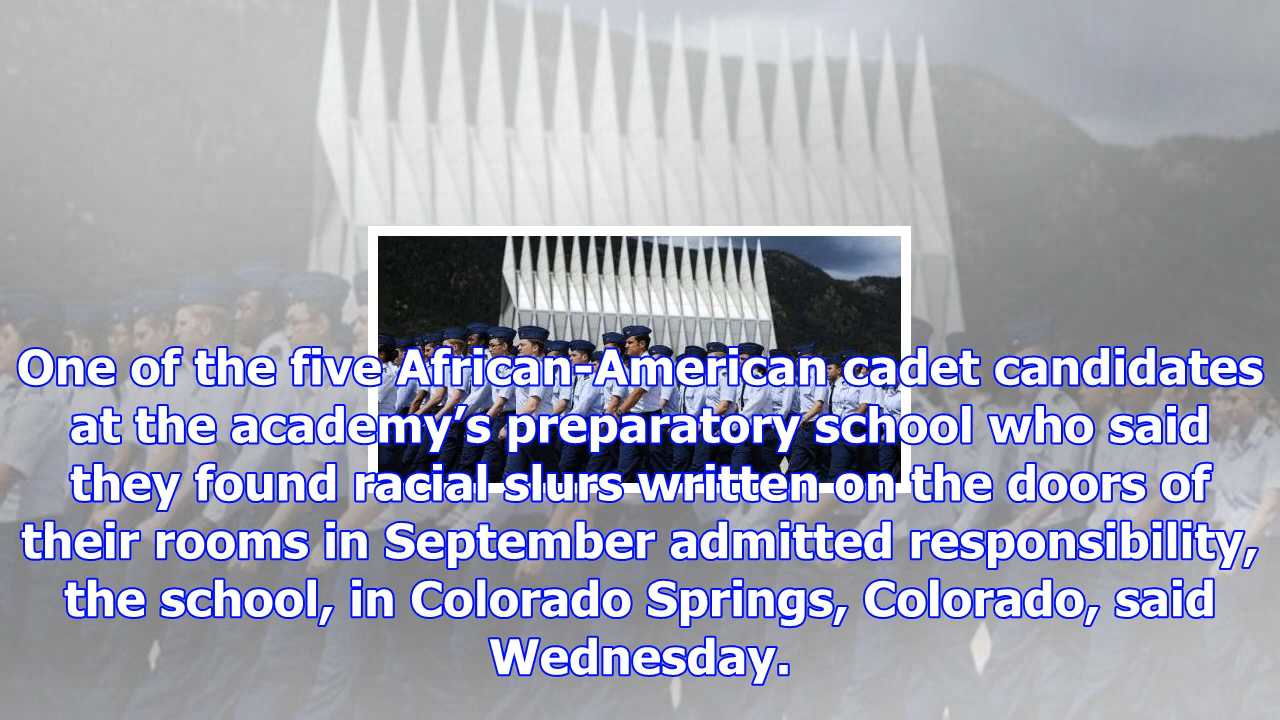 One of the five African-American cadet candidates
at the academy’s preparatory school who said
they found racial slurs written on the doors of
their rooms in September admitted responsibility,
the school, in Colorado Springs, Colorado, said
Wednesday.